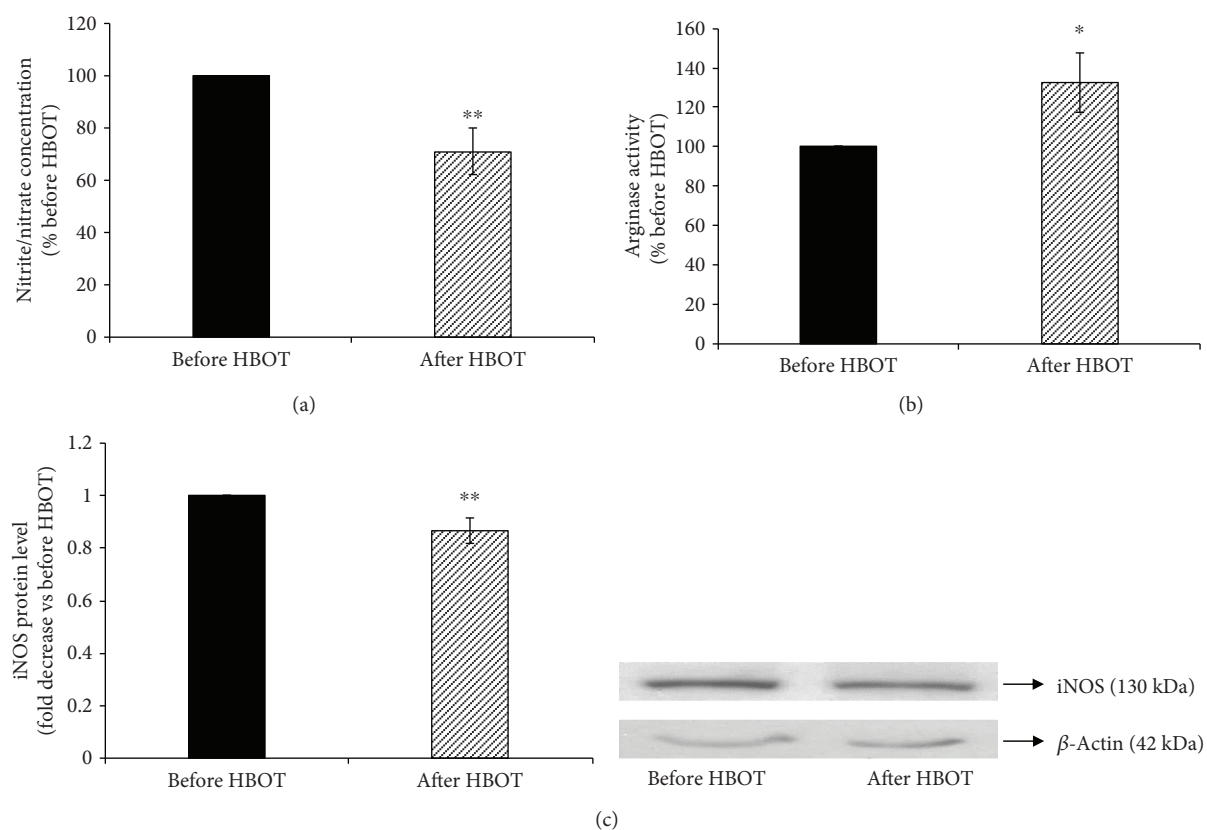 120
100
80
60
40
20
0
Nitrite/nitrate concentration
(% before HBOT)
**
Before HBOT
After HBOT
(a)
160
140
120
100
80
60
40
20
0
Arginase activity
(% before HBOT)
*
Before HBOT
After HBOT
(b)
1.2
1
0.8
0.6
0.4
0.2
0
iNOS protein level
(fold decrease vs before HBOT)
**
Before HBOT
After HBOT
iNOS (130 kDa)
β-Actin (42 kDa)
Before HBOT
After HBOT
(c)